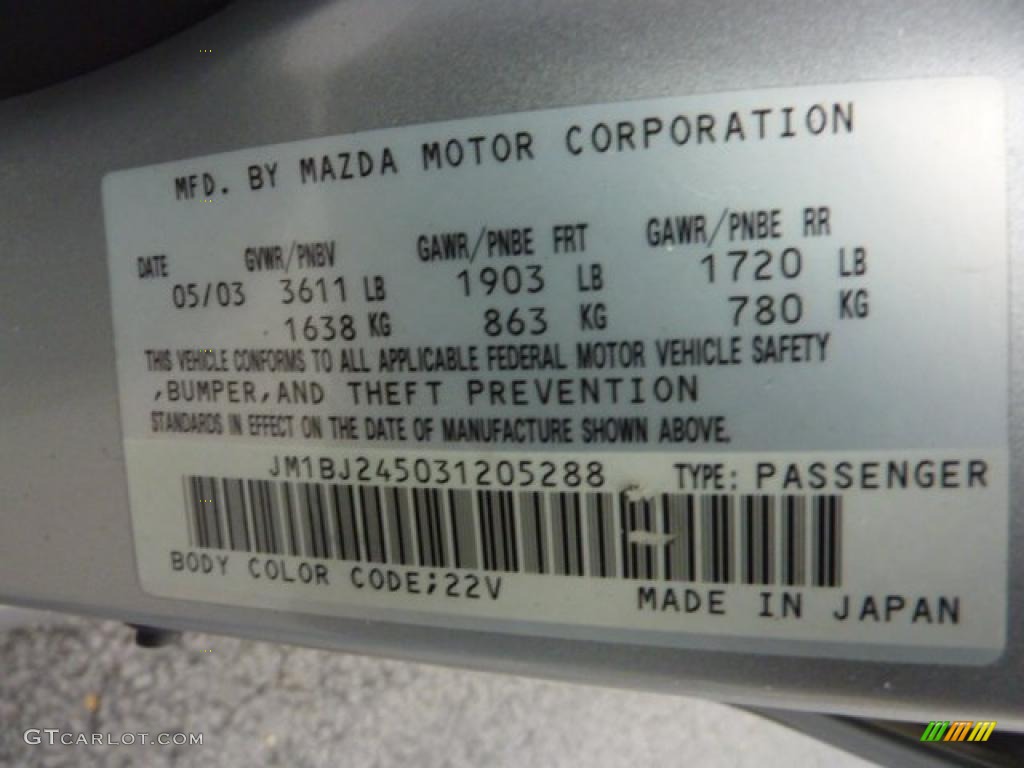 MFD. BY MAZDA MOTOR CORPORATION
DATE GVWR/PNBV GAWR/PNBE FRT GAWR/PNBE RR
05/03 3611 LB 1903 LB 1720 LB
1638 KG 863 KG 780 KG
THIS VEHICLE CONFORMS TO ALL APPLICABLE FEDERAL MOTOR VEHICLE SAFETY
,BUMPER,AND THEFT PREVENTION
STANDARDS IN EFFECT ON THE DATE OF MANUFACTURE SHOWN ABOVE.
JM1BJ245031205288 TYPE: PASSENGER
BODY COLOR CODE;22V
MADE IN JAPAN
GTCARLOT.COM